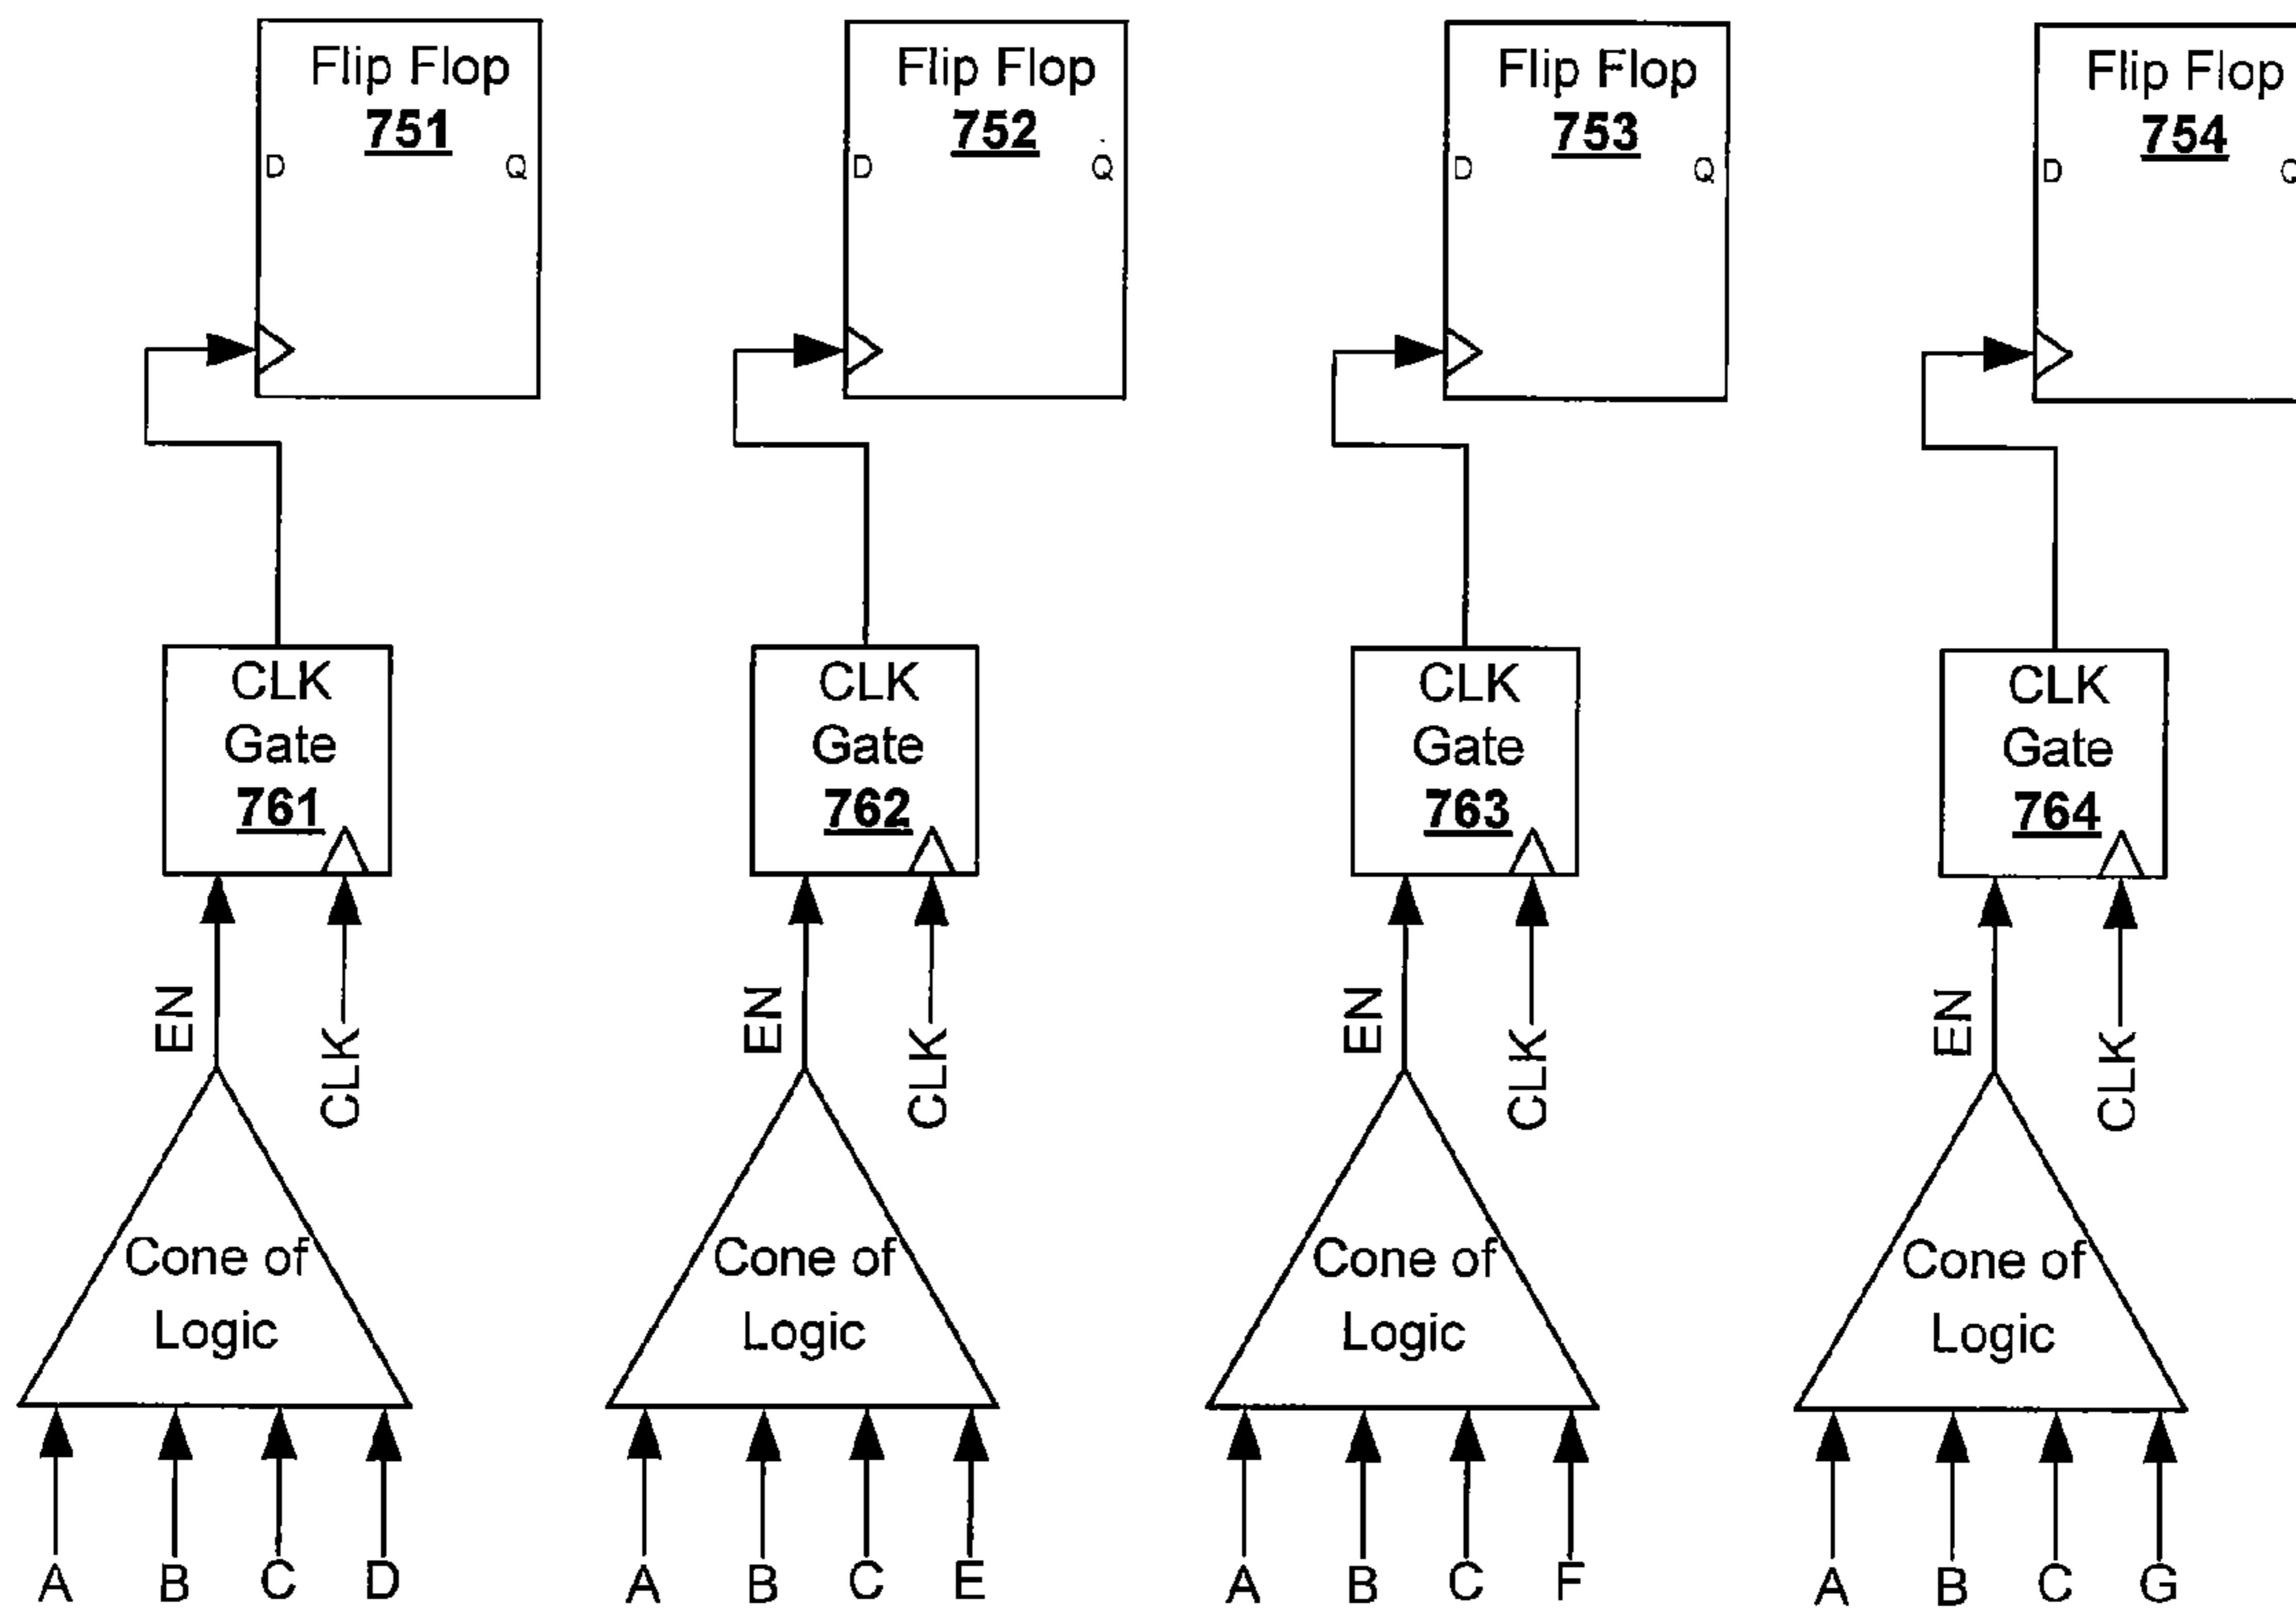 Flip Flop
751
D Q
Flip Flop
752
D Q
Flip Flop
753
D Q
Flip Flop
754
D Q
CLK
Gate
761
CLK
Gate
762
CLK
Gate
763
CLK
Gate
764
EN
CLK
EN
CLK
EN
CLK
EN
CLK
Cone of
Logic
Cone of
Logic
Cone of
Logic
Cone of
Logic
A B C D
A B C E
A B C F
A B C G